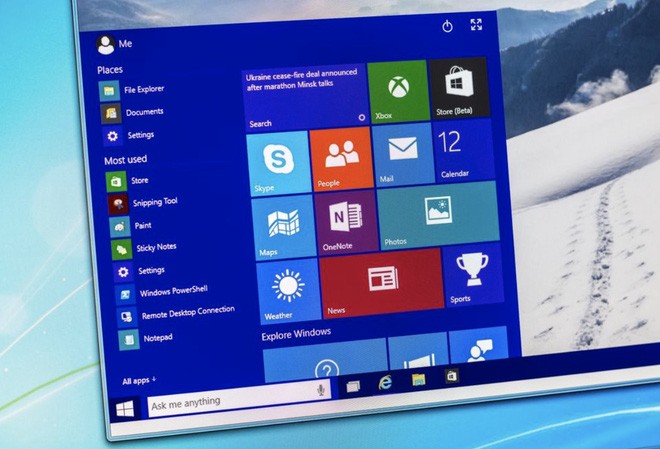 Me
Places
File Explorer
Documents
Settings
Most used
Store
Snipping Tool
Paint
Sticky Notes
Settings
Windows PowerShell
Remote Desktop Connection
Notepad
All apps
Ask me anything
Ukraine cease-fire deal announced
after marathon Minsk talks
Search
Xbox
Store (Beta)
Skype
People
Mail
12
Calendar
Maps
OneNote
Photos
Weather
News
Sports
Explore Windows